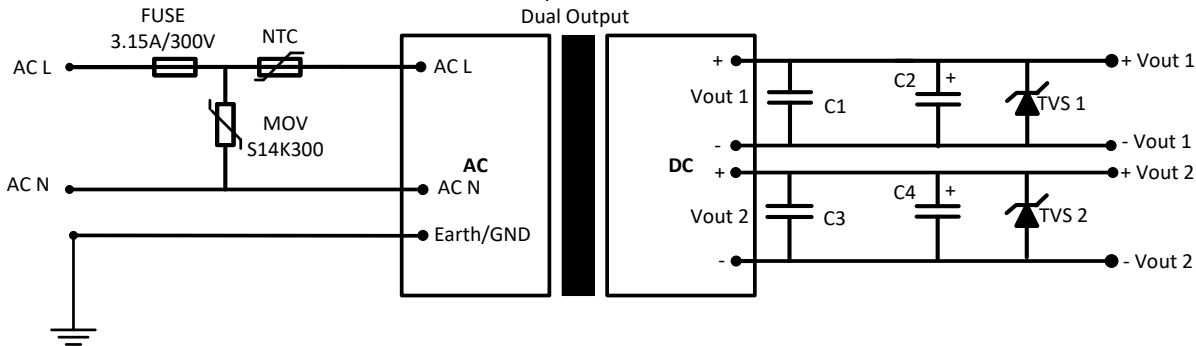 Dual Output
FUSE
3.15A/300V
NTC
AC L
AC L
MOV
S14K300
AC N
AC
AC N
Earth/GND
+
Vout 1
-
DC
+
Vout 2
-
C1
C2
+
TVS 1
+ Vout 1
- Vout 1
+ Vout 2
C3
C4
+
TVS 2
- Vout 2